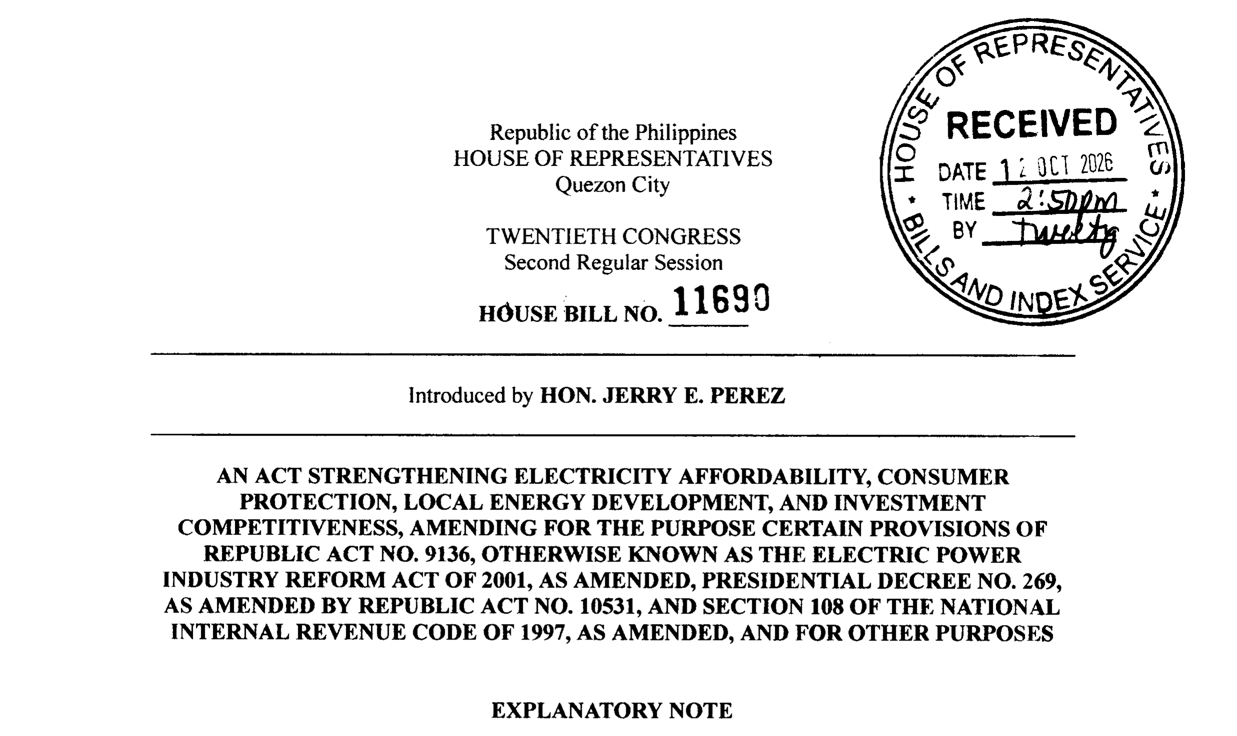 Republic of the Philippines
HOUSE OF REPRESENTATIVES
Quezon City
TWENTIETH CONGRESS
Second Regular Session
HOUSE BILL NO. 11690
HOUSE OF REPRESENTATIVES
RECEIVED
DATE 12 OCT 2026
TIME 2:50pm
BY Tweety
* BILLS AND INDEX SERVICE *
Introduced by HON. JERRY E. PEREZ
AN ACT STRENGTHENING ELECTRICITY AFFORDABILITY, CONSUMER
PROTECTION, LOCAL ENERGY DEVELOPMENT, AND INVESTMENT
COMPETITIVENESS, AMENDING FOR THE PURPOSE CERTAIN PROVISIONS OF
REPUBLIC ACT NO. 9136, OTHERWISE KNOWN AS THE ELECTRIC POWER
INDUSTRY REFORM ACT OF 2001, AS AMENDED, PRESIDENTIAL DECREE NO. 269,
AS AMENDED BY REPUBLIC ACT NO. 10531, AND SECTION 108 OF THE NATIONAL
INTERNAL REVENUE CODE OF 1997, AS AMENDED, AND FOR OTHER PURPOSES
EXPLANATORY NOTE